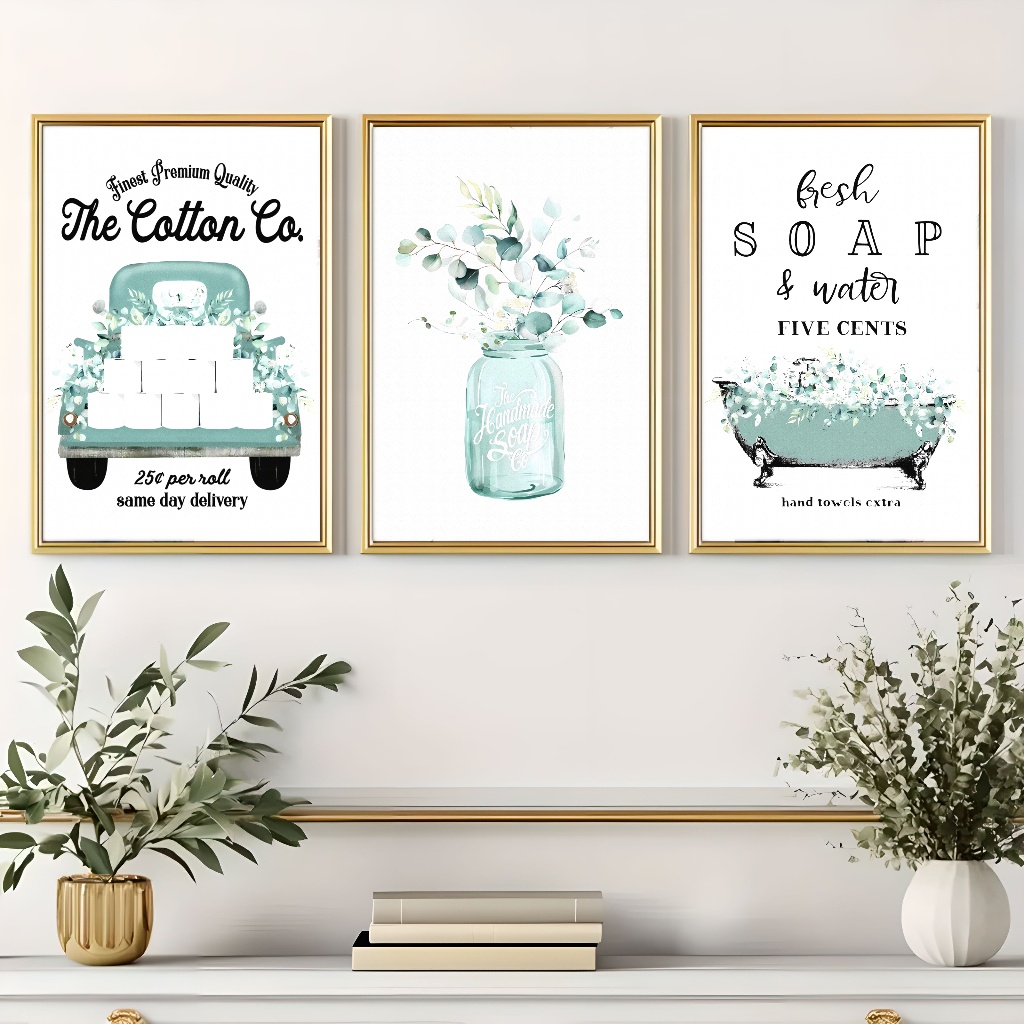 Finest Premium Quality
The Cotton Co.
25¢ per roll
same day delivery
The
Handmade
Soap
Co
fresh
SOAP
& water
FIVE CENTS
hand towels extra